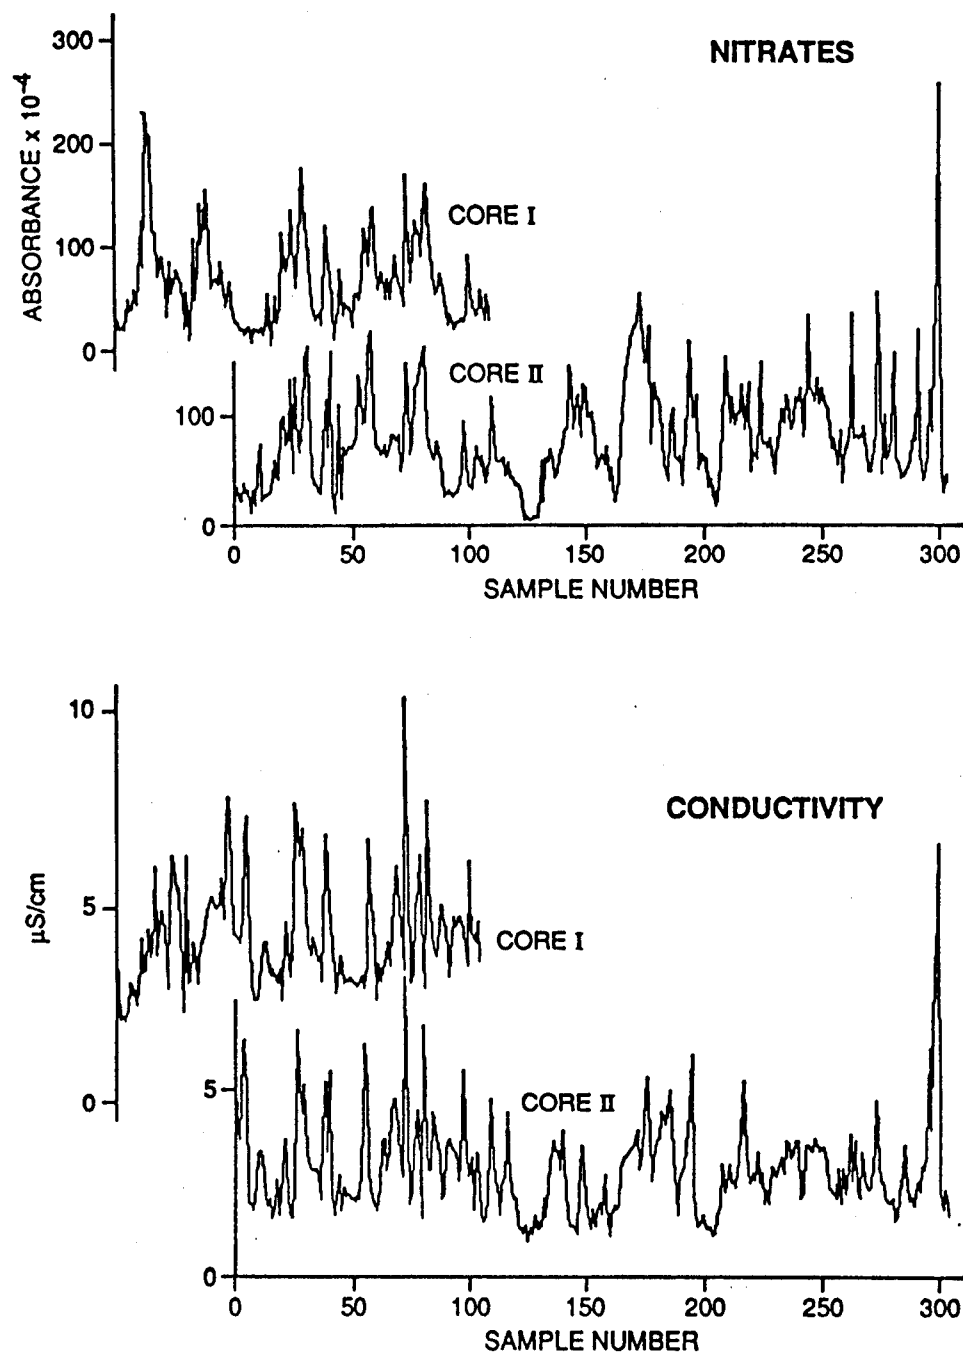 NITRATES
ABSORBANCE x 10⁻⁴
300
200
100
0
CORE I
CORE II
100
0
0 50 100 150 200 250 300
SAMPLE NUMBER
CONDUCTIVITY
µS/cm
10
5
0
CORE I
CORE II
5
0
0 50 100 150 200 250 300
SAMPLE NUMBER